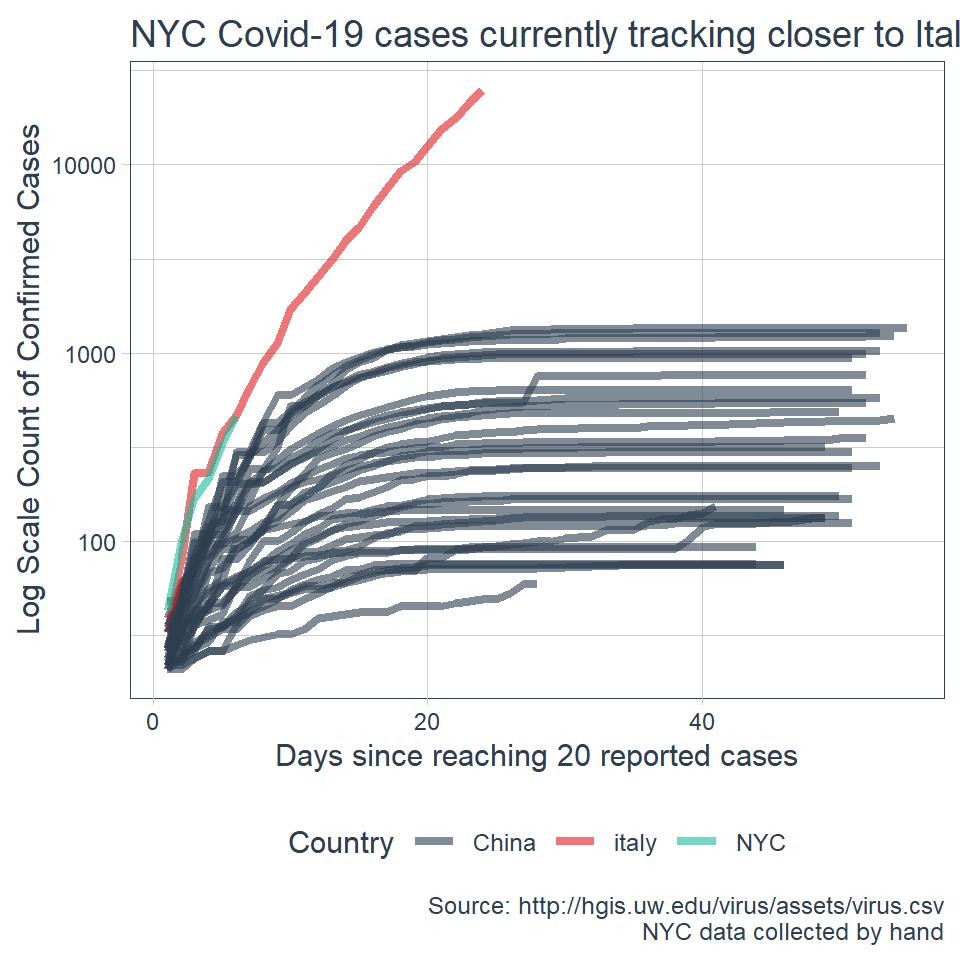 NYC Covid-19 cases currently tracking closer to Ital
Log Scale Count of Confirmed Cases
10000
1000
100
0 20 40
Days since reaching 20 reported cases
Country China italy NYC
Source: http://hgis.uw.edu/virus/assets/virus.csv
NYC data collected by hand